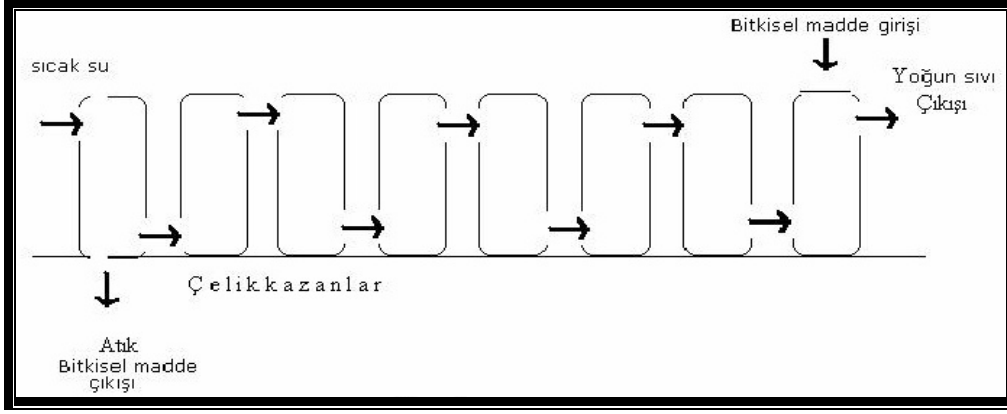 Bitkisel madde girişi
sıcak su
Yoğun sıvı
Çıkışı
Çelikkazanlar
Atık
Bitkisel madde
çıkışı